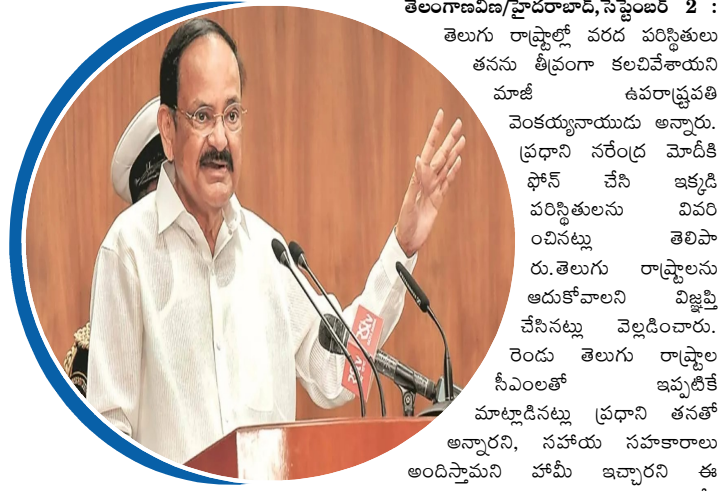 తెలంగాణవీణ/హైదరాబాద్,సెప్టెంబర్ 2 :
తెలుగు రాష్ట్రాల్లో వరద పరిస్థితులు
తనను తీవ్రంగా కలచివేశాయని
మాజీ ఉపరాష్ట్రపతి
వెంకయ్యనాయుడు అన్నారు.
ప్రధాని నరేంద్ర మోదీకి
ఫోన్ చేసి ఇక్కడి
పరిస్థితులను వివరి
ంచినట్లు తెలిపా
రు.తెలుగు రాష్ట్రాలను
ఆదుకోవాలని విజ్ఞప్తి
చేసినట్లు వెల్లడించారు.
రెండు తెలుగు రాష్ట్రాల
సీఎంలతో ఇప్పటికే
మాట్లాడినట్లు ప్రధాని తనతో
అన్నారని, సహాయ సహకారాలు
అందిస్తామని హామీ ఇచ్చారని ఈ